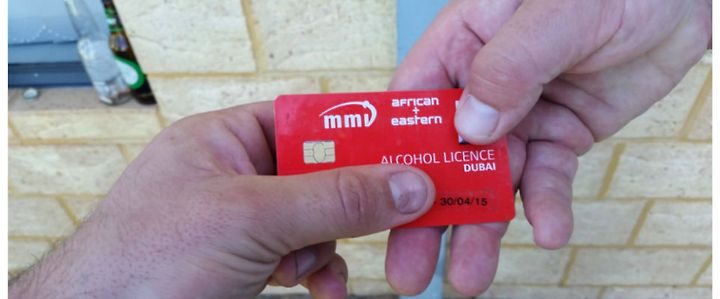 mmi
african
+
eastern
ALCOHOL LICENCE
DUBAI
- 30/04/15